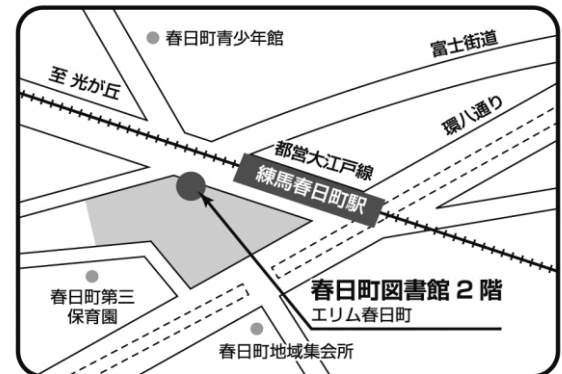 春日町青少年館
富士街道
至 光が丘
環八通り
都営大江戸線
練馬春日町駅
春日町図書館 2 階
エリム春日町
春日町第三
保育園
春日町地域集会所